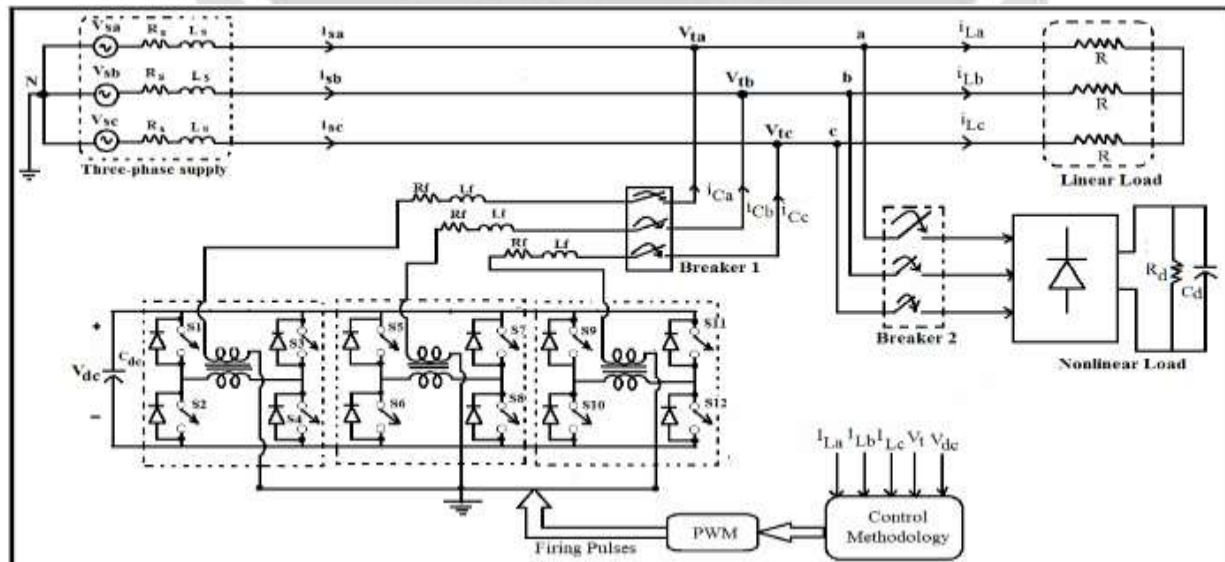 Vsa Rs Ls isa Vta a iLa
R
Vsb Rs Ls isb Vtb b iLb
R
Vsc Rs Ls isc Vtc c iLc
R
N
Three-phase supply
Linear Load
Rf Lf iCa
Rf Lf iCb
Rf Lf iCc
Breaker 1
Rd Cd
Breaker 2
Nonlinear Load
+
Vdc
Cdc
−
S1 S3 S5 S7 S9 S11
S2 S4 S6 S8 S10 S12
ILa ILb ILc Vt Vdc
Control
Methodology
PWM
Firing Pulses